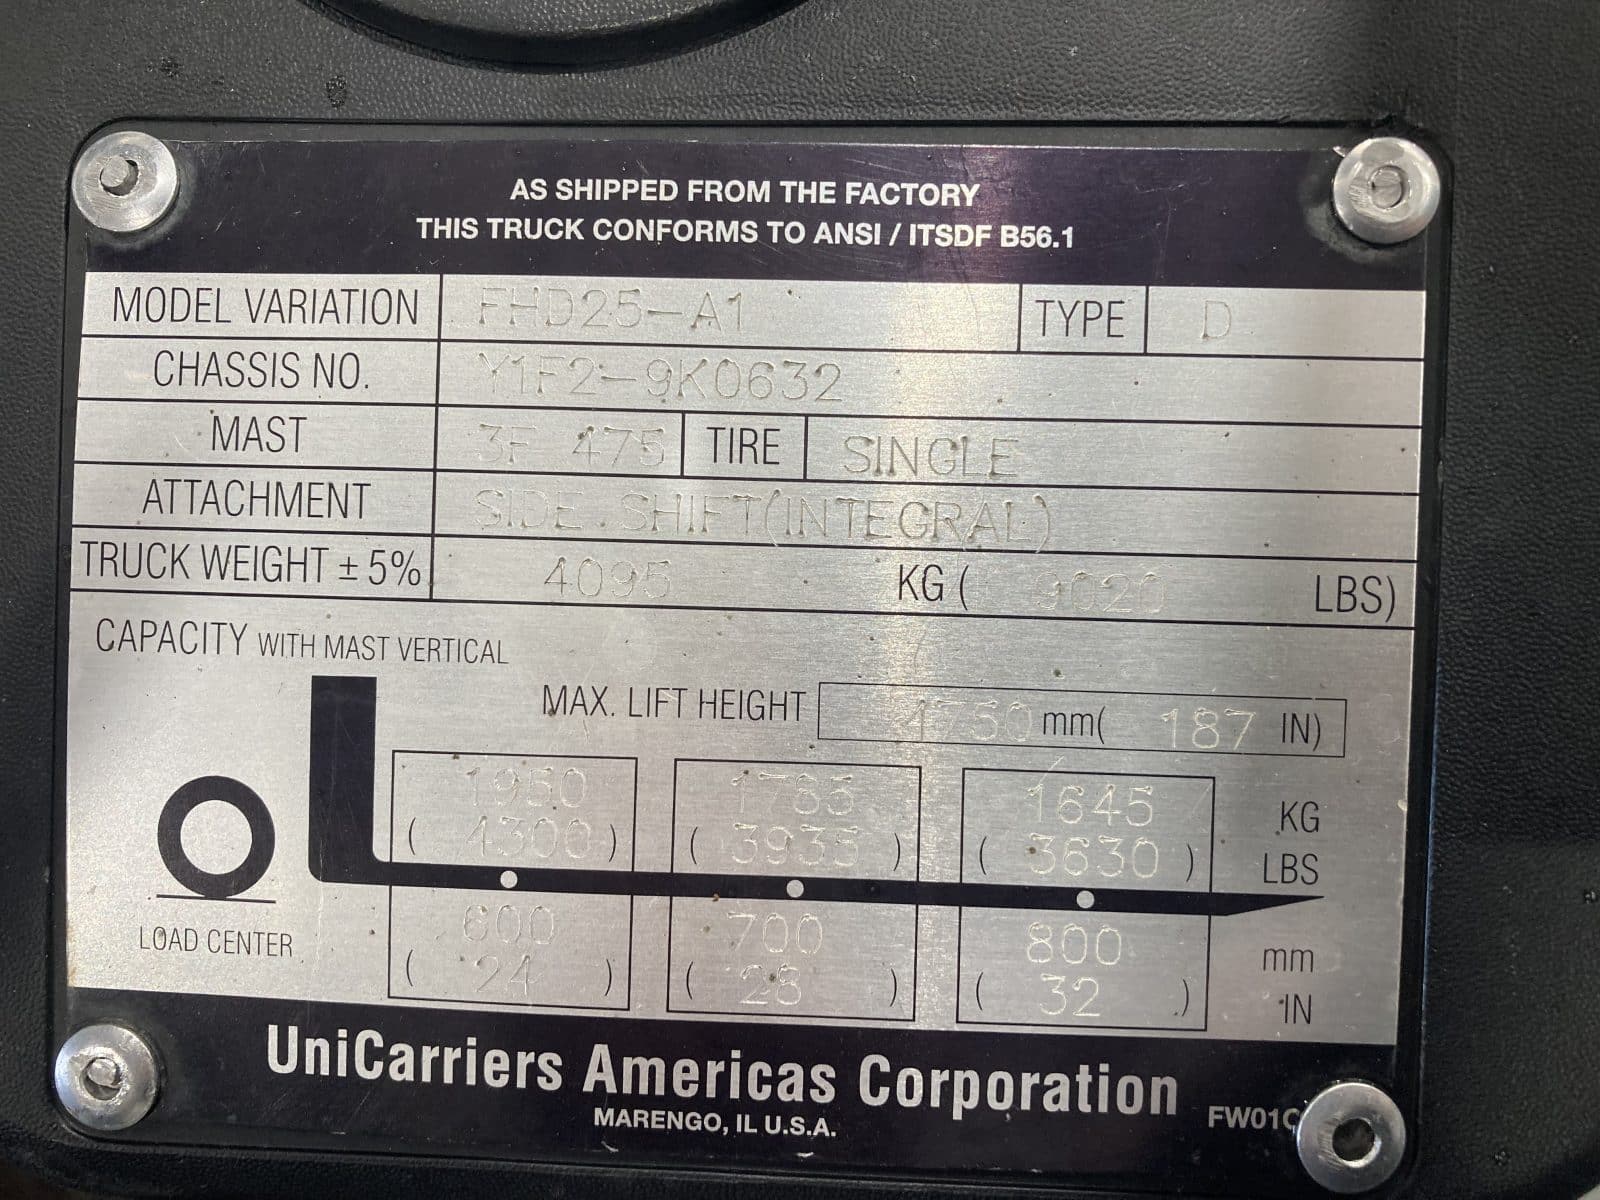 AS SHIPPED FROM THE FACTORY
THIS TRUCK CONFORMS TO ANSI / ITSDF B56.1
MODEL VARIATION FHD25-A1 TYPE D
CHASSIS NO. Y1F2-9K0632
MAST 3F 475 TIRE SINGLE
ATTACHMENT SIDE.SHIFT(INTEGRAL)
TRUCK WEIGHT ± 5% 4095 KG ( 9020 LBS)
CAPACITY WITH MAST VERTICAL
MAX. LIFT HEIGHT 4750 mm( 187 IN)
1950 1785 1645 KG
( 4300 ) ( 3935 ) ( 3630 ) LBS
600 700 800 mm
LOAD CENTER
( 24 ) ( 28 ) ( 32 ) IN
UniCarriers Americas Corporation
MARENGO, IL U.S.A.